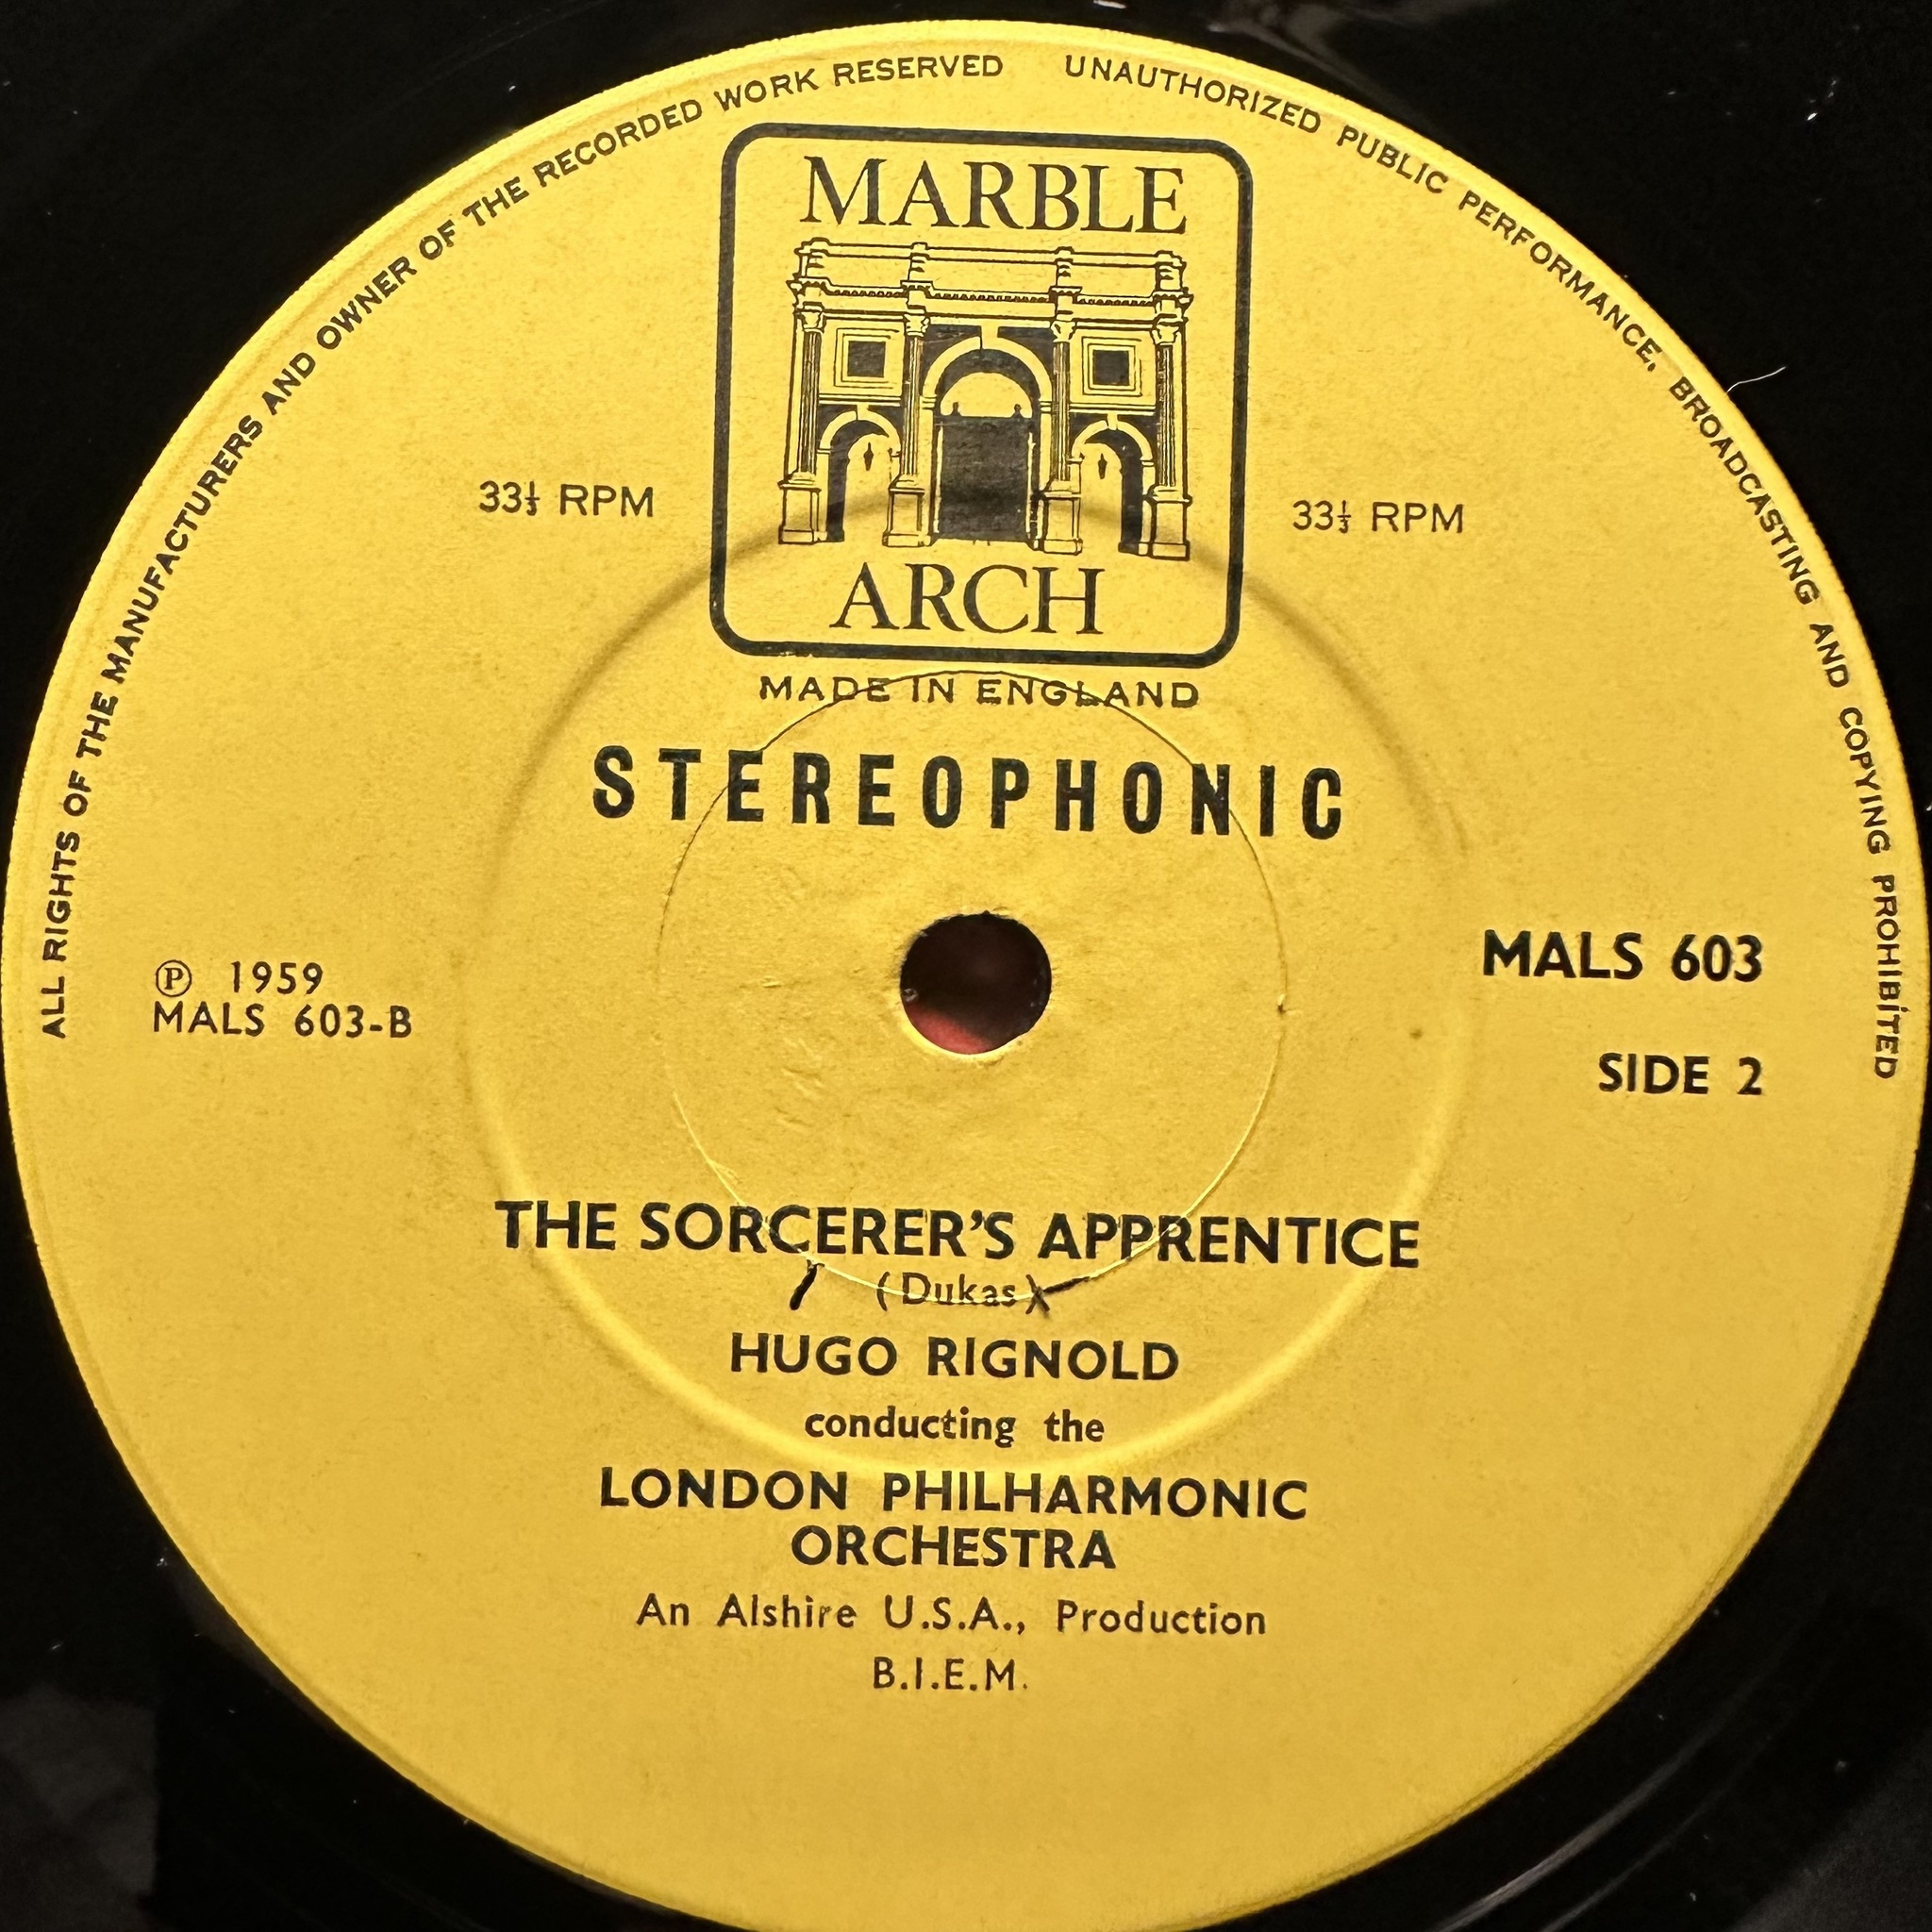 ALL RIGHTS OF THE MANUFACTURERS AND OWNER OF THE RECORDED WORK RESERVED UNAUTHORIZED PUBLIC PERFORMANCE, BROADCASTING AND COPYING PROHIBITED
MARBLE
ARCH
33⅓ RPM
33⅓ RPM
MADE IN ENGLAND
STEREOPHONIC
℗ 1959
MALS 603-B
MALS 603
SIDE 2
THE SORCERER'S APPRENTICE
(Dukas)
HUGO RIGNOLD
conducting the
LONDON PHILHARMONIC
ORCHESTRA
An Alshire U.S.A., Production
B.I.E.M.